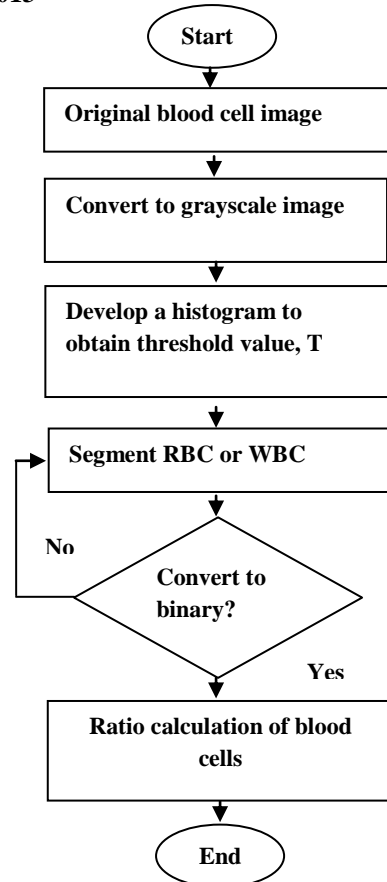 Start
Original blood cell image
Convert to grayscale image
Develop a histogram to
obtain threshold value, T
Segment RBC or WBC
No
Convert to
binary?
Yes
Ratio calculation of blood
cells
End